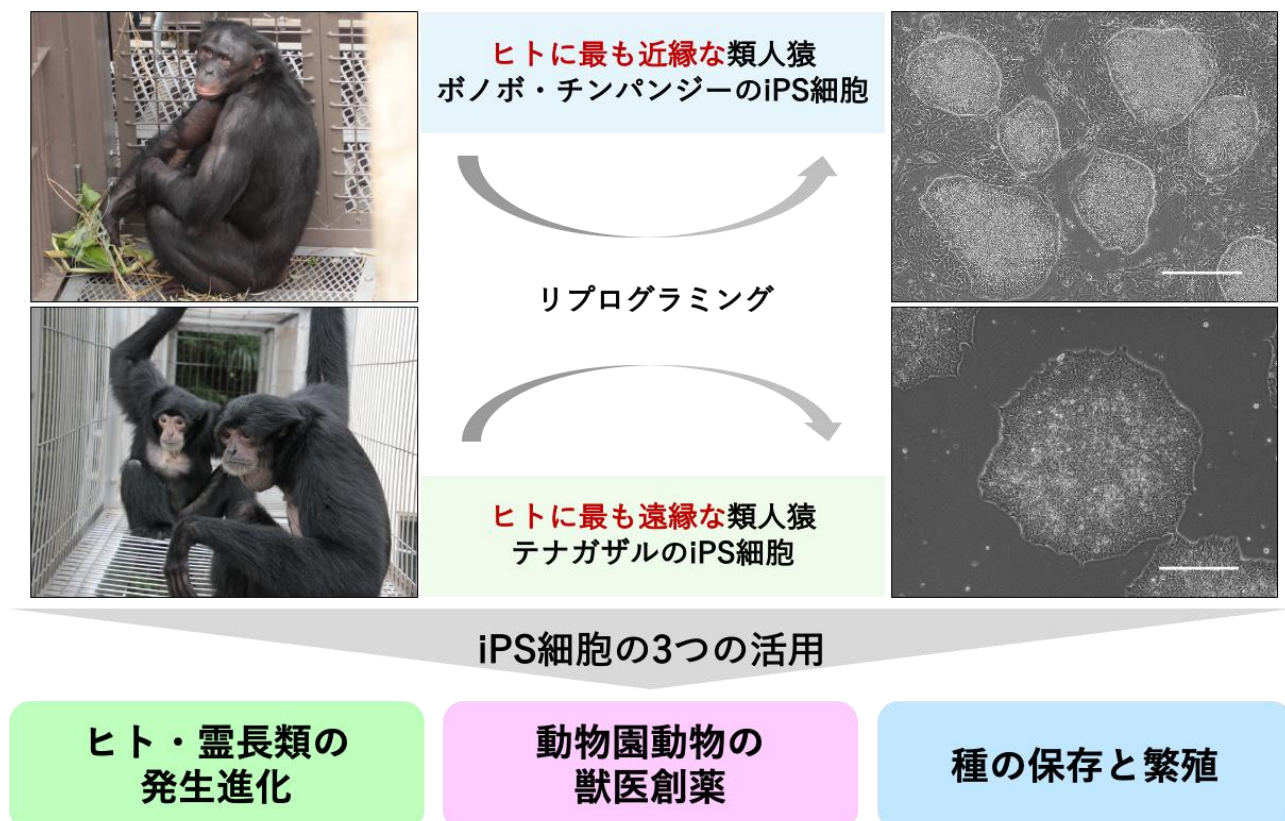 ヒトに最も近縁な類人猿
ボノボ・チンパンジーのiPS細胞
リプログラミング
ヒトに最も遠縁な類人猿
テナガザルのiPS細胞
iPS細胞の3つの活用
ヒト・霊長類の
発生進化
動物園動物の
獣医創薬
種の保存と繁殖